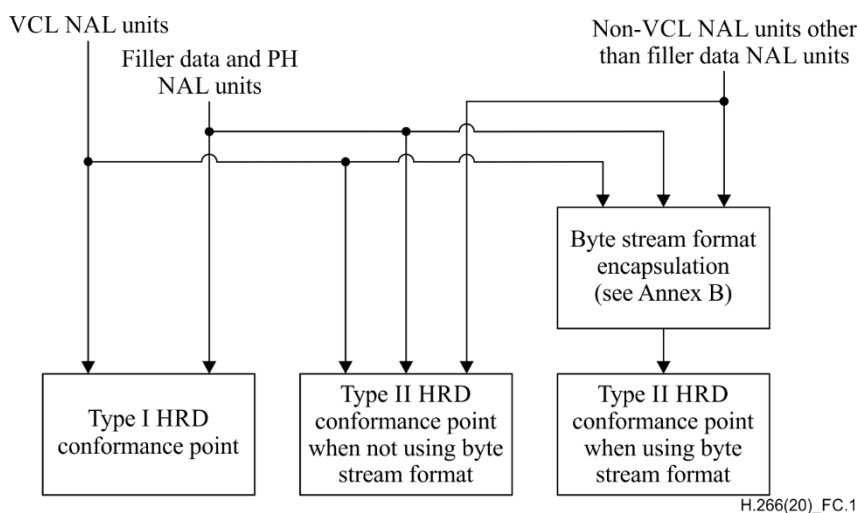 VCL NAL units
Filler data and PH
NAL units
Non-VCL NAL units other
than filler data NAL units
Byte stream format
encapsulation
(see Annex B)
Type I HRD
conformance point
Type II HRD
conformance point
when not using byte
stream format
Type II HRD
conformance point
when using byte
stream format
H.266(20)_FC.1